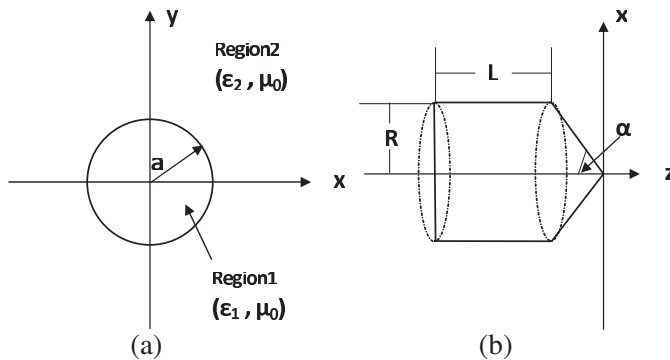 y
Region2
(ε₂ , μ₀)
a
x
Region1
(ε₁ , μ₀)
(a)
x
L
R
α
z
(b)